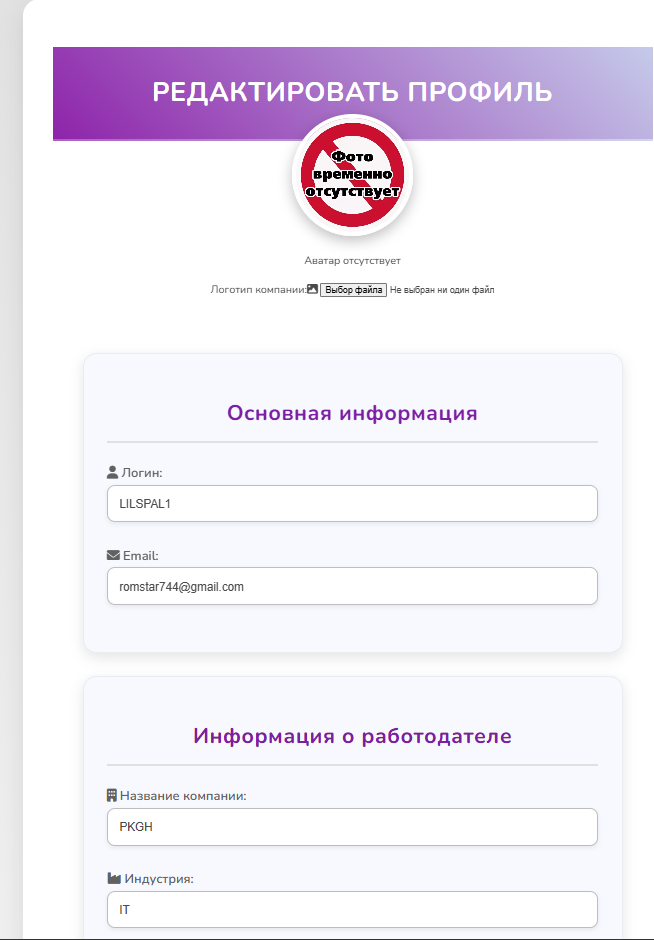 РЕДАКТИРОВАТЬ ПРОФИЛЬ
Фото
временно
отсутствует
Аватар отсутствует
Логотип компании: Выбор файла Не выбран ни один файл
Основная информация
Логин:
LILSPAL1
Email:
romstar744@gmail.com
Информация о работодателе
Название компании:
PKGH
Индустрия:
IT